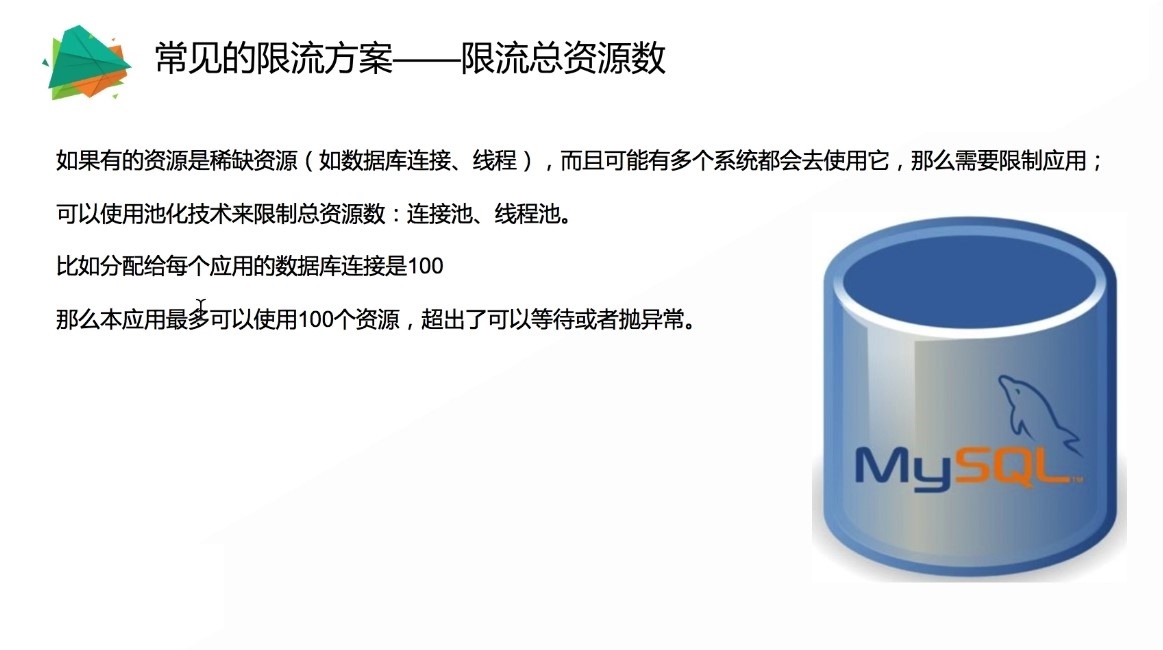 常见的限流方案——限流总资源数
如果有的资源是稀缺资源（如数据库连接、线程），而且可能有多个系统都会去使用它，那么需要限制应用；
可以使用池化技术来限制总资源数：连接池、线程池。
比如分配给每个应用的数据库连接是100
那么本应用最多可以使用100个资源，超出了可以等待或者抛异常。
MySQL™